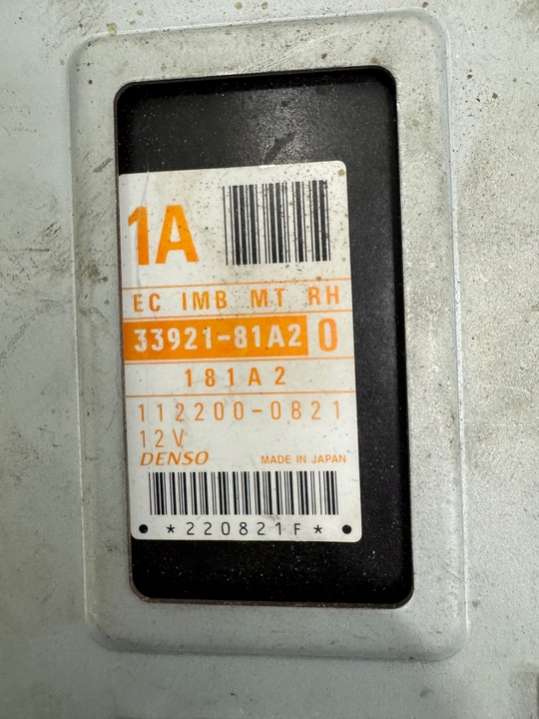 1A
EC IMB MT RH
33921-81A2 0
181A2
112200-0821
12V
DENSO MADE IN JAPAN
*220821F*